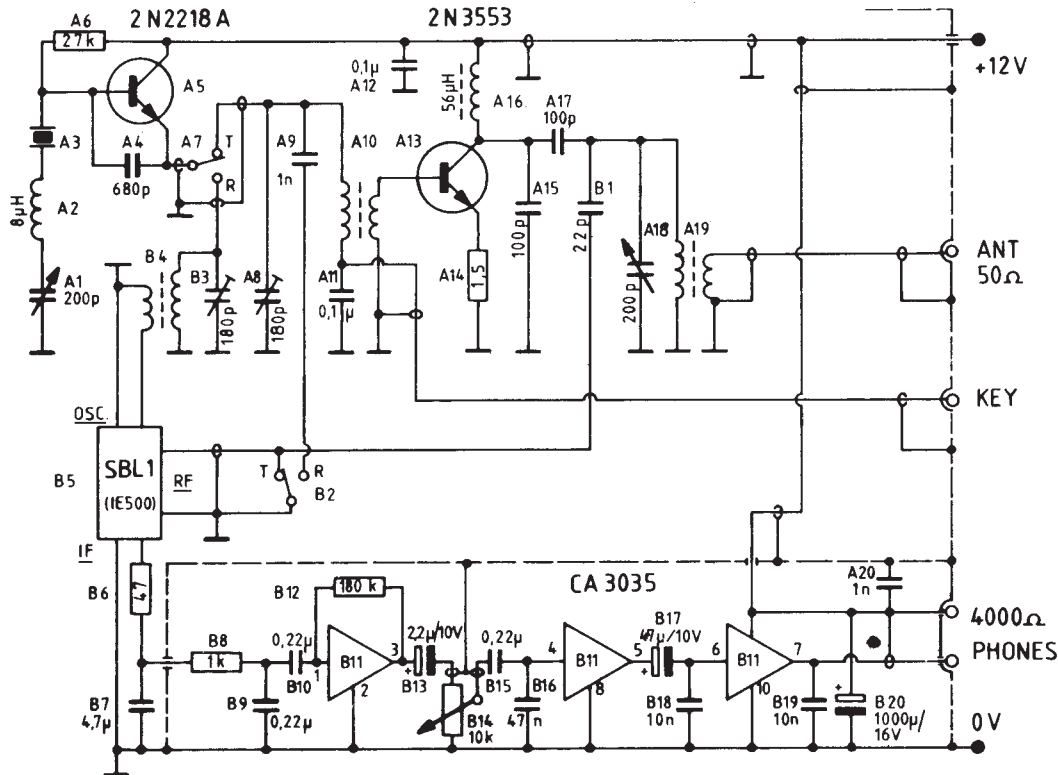 2N2218A
2N3553
A6
27k
A5
0,1µ
A12
56µH
A16
A17
100p
+12V
A3
A4
680p
A7
T
R
A9
1n
A10
A13
A15
100p
B1
22p
8µH
A2
A18
A19
200p
ANT
50Ω
A1
200p
B4
B3
180p
A8
180p
A11
0,1µ
A14
1,5
KEY
OSC.
SBL1
(IE500)
B5
RF
IF
T
R
B2
B6
47
B12
180k
CA 3035
A20
1n
4000Ω
PHONES
B8
1k
0,22µ
B10
1
B11
3
2
2,2µ/10V
+
B13
0,22µ
B15
4
B11
5
8
B17
47µ/10V
+
6
B11
7
10
B7
4,7µ
B9
0,22µ
B14
10k
B16
47n
B18
10n
B19
10n
+
B20
1000µ/
16V
0V